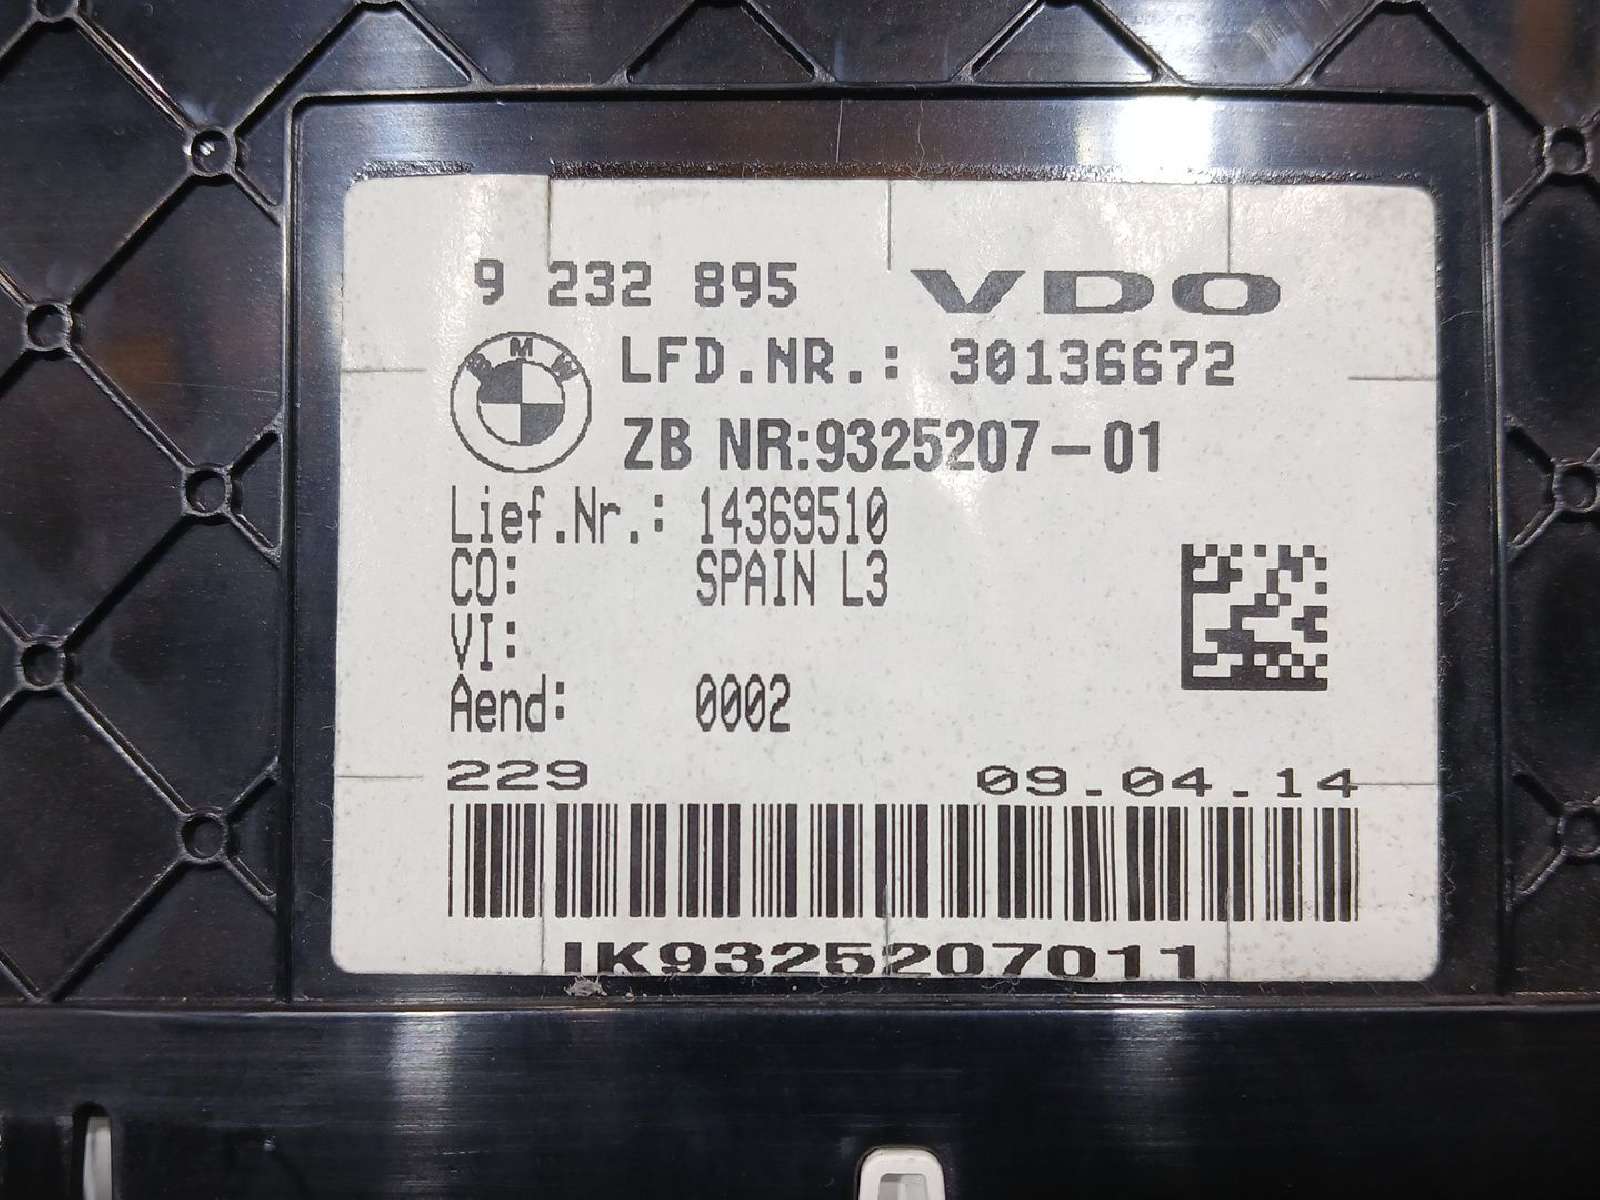 9 232 895 VDO
BMW
LFD.NR.: 30136672
ZB NR:9325207-01
Lief.Nr.: 14369510
CO: SPAIN L3
VI:
Aend: 0002
229 09.04.14
IK9325207011